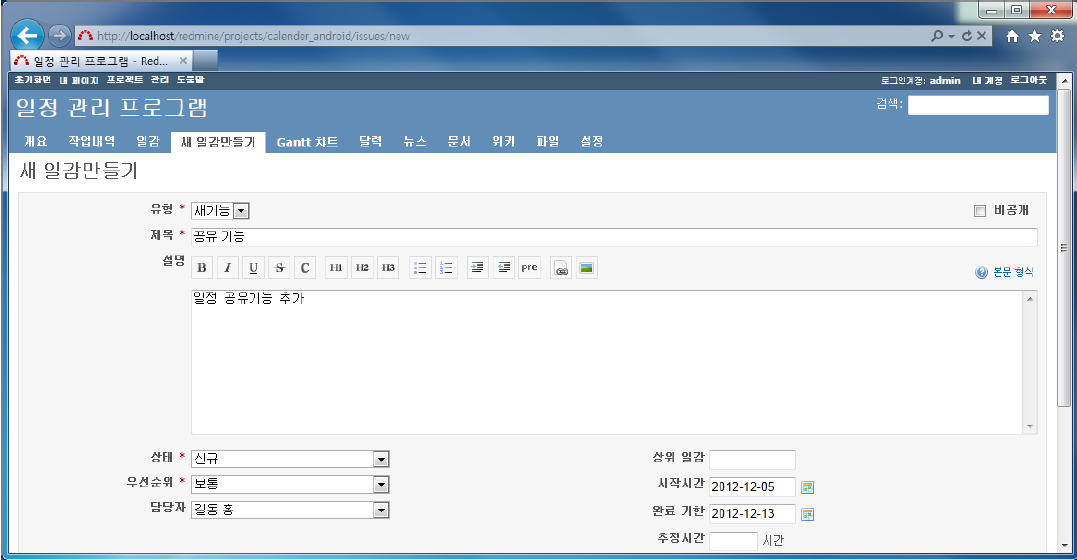 http://localhost/redmine/projects/calender_android/issues/new
일정 관리 프로그램 - Red...
초기화면 내 페이지 프로젝트 관리 도움말 로그인계정: admin 내 계정 로그아웃
일정 관리 프로그램 검색:
개요 작업내역 일감 새 일감만들기 Gantt 챠트 달력 뉴스 문서 위키 파일 설정
새 일감만들기
유형 * 새기능 비공개
제목 * 공유 기능
설명 B I U S C H1 H2 H3 pre 본문 형식
일정 공유기능 추가
상태 * 신규 상위 일감
우선순위 * 보통 시작시간 2012-12-05
담당자 길동 홍 완료 기한 2012-12-13
추정시간 시간